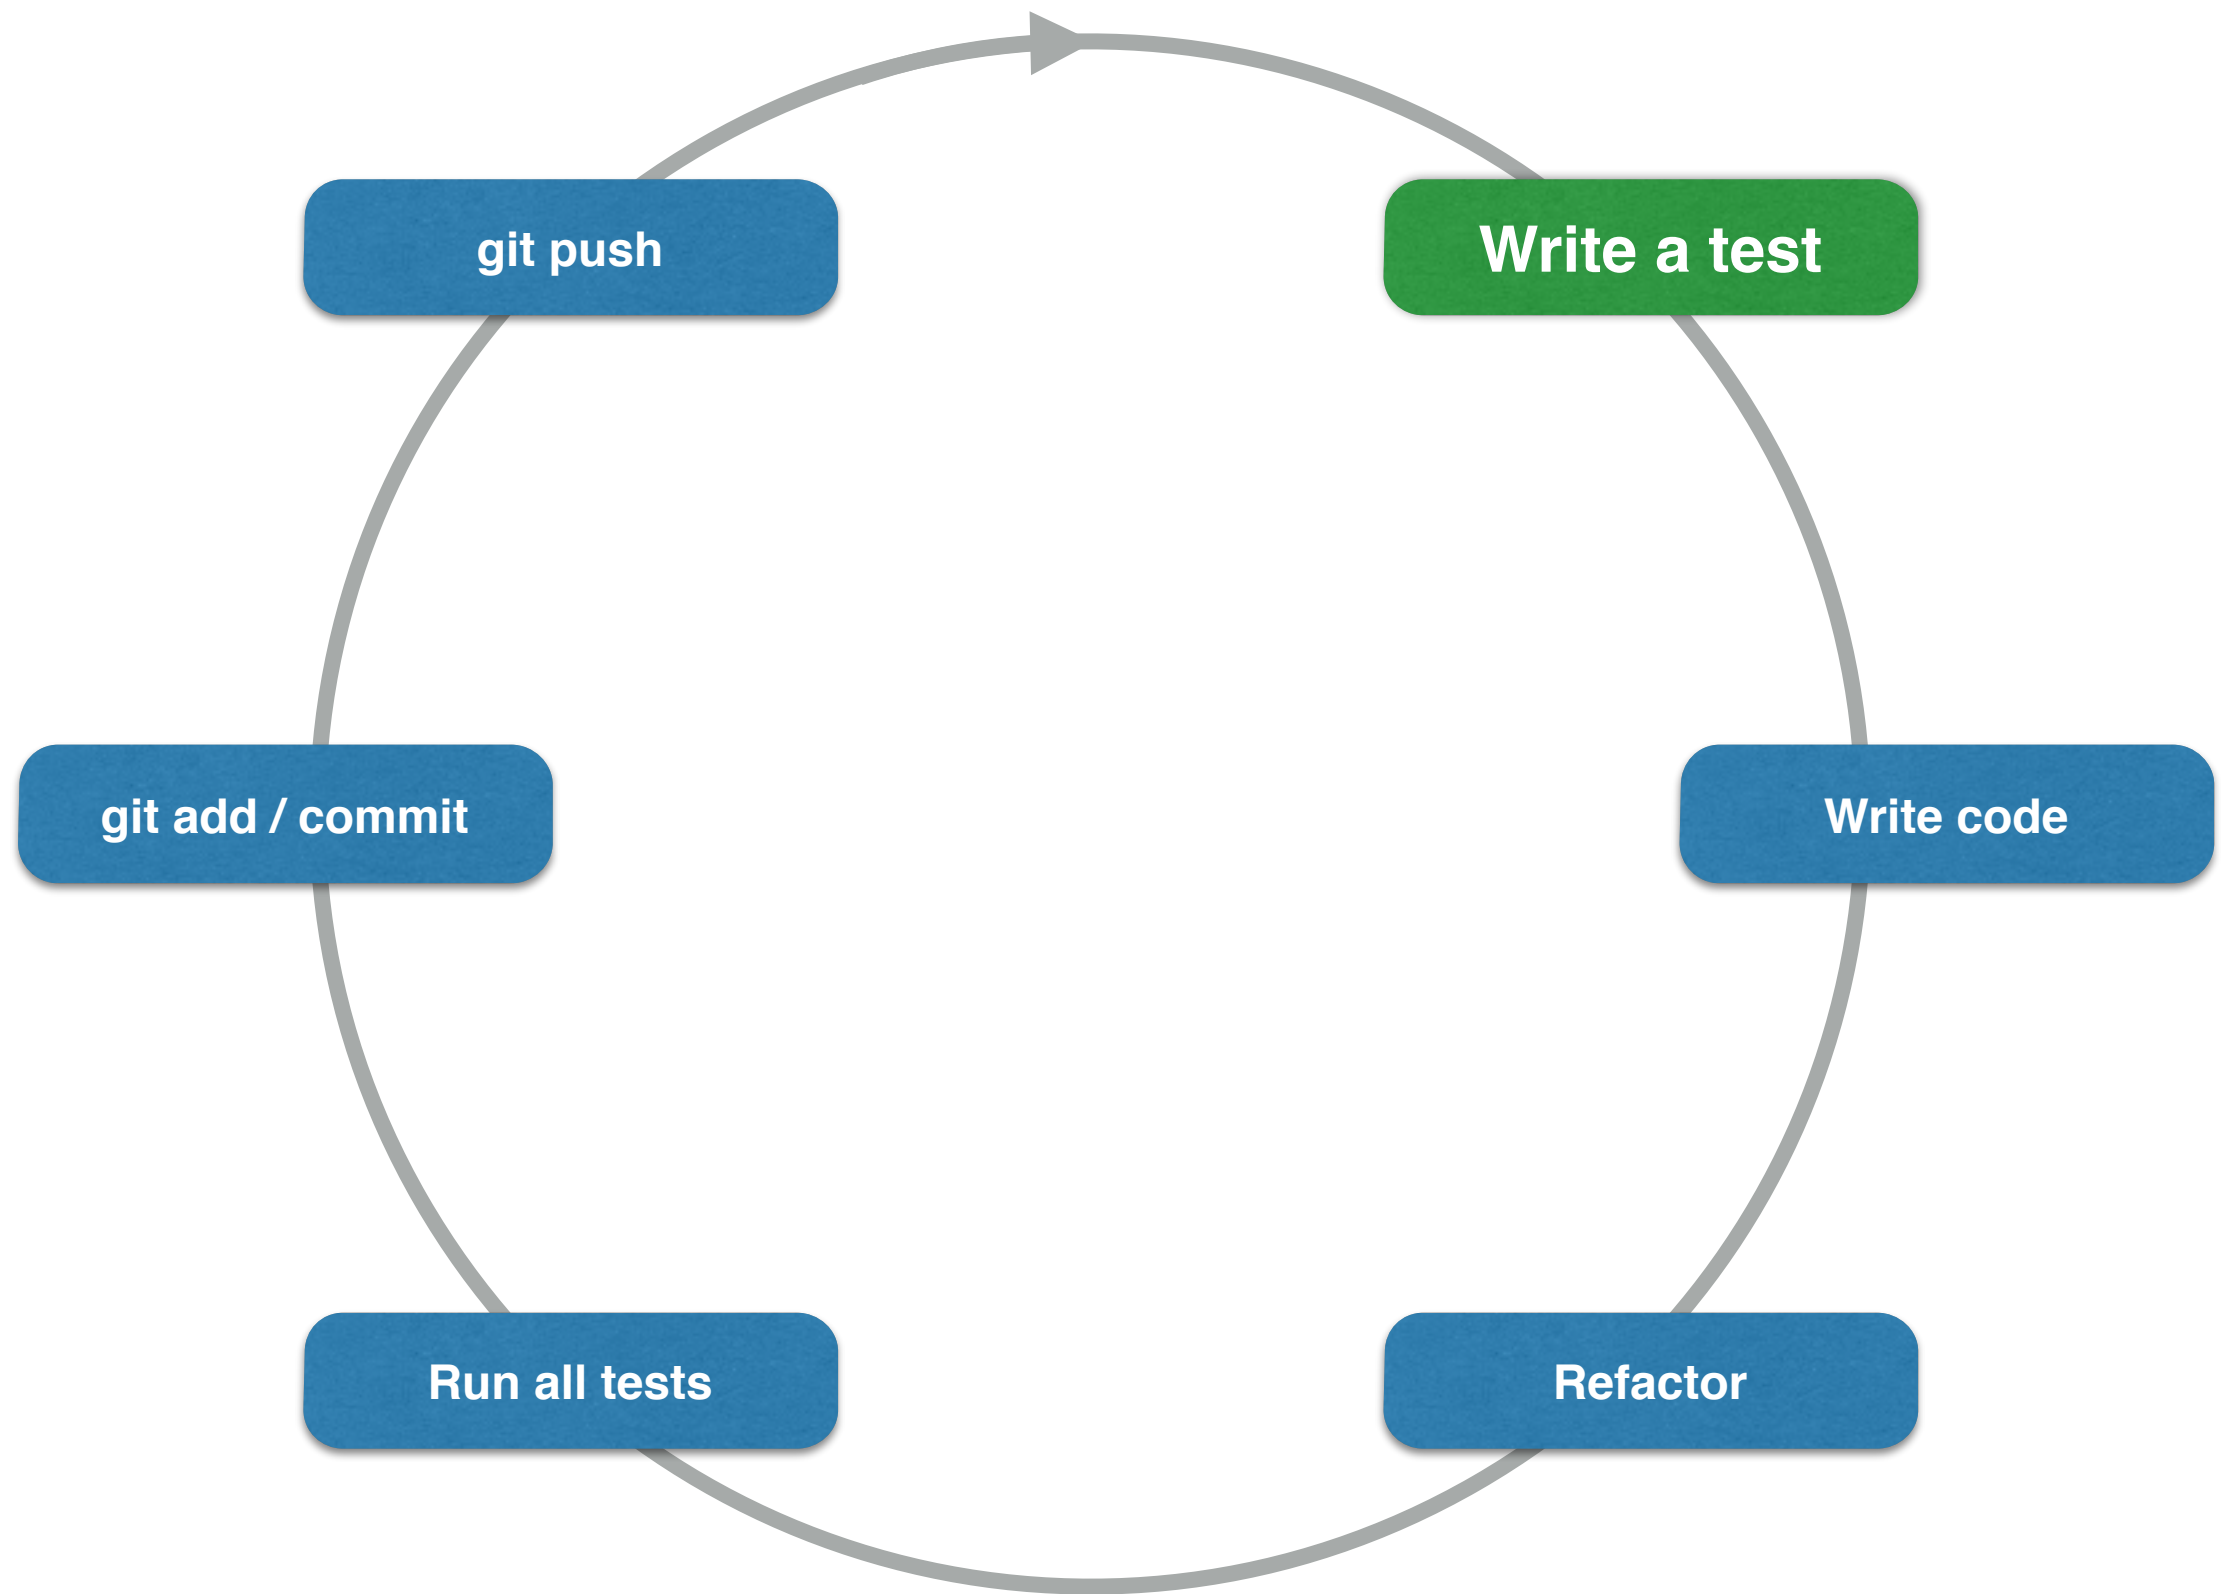 git push
Write a test
git add / commit
Write code
Run all tests
Refactor